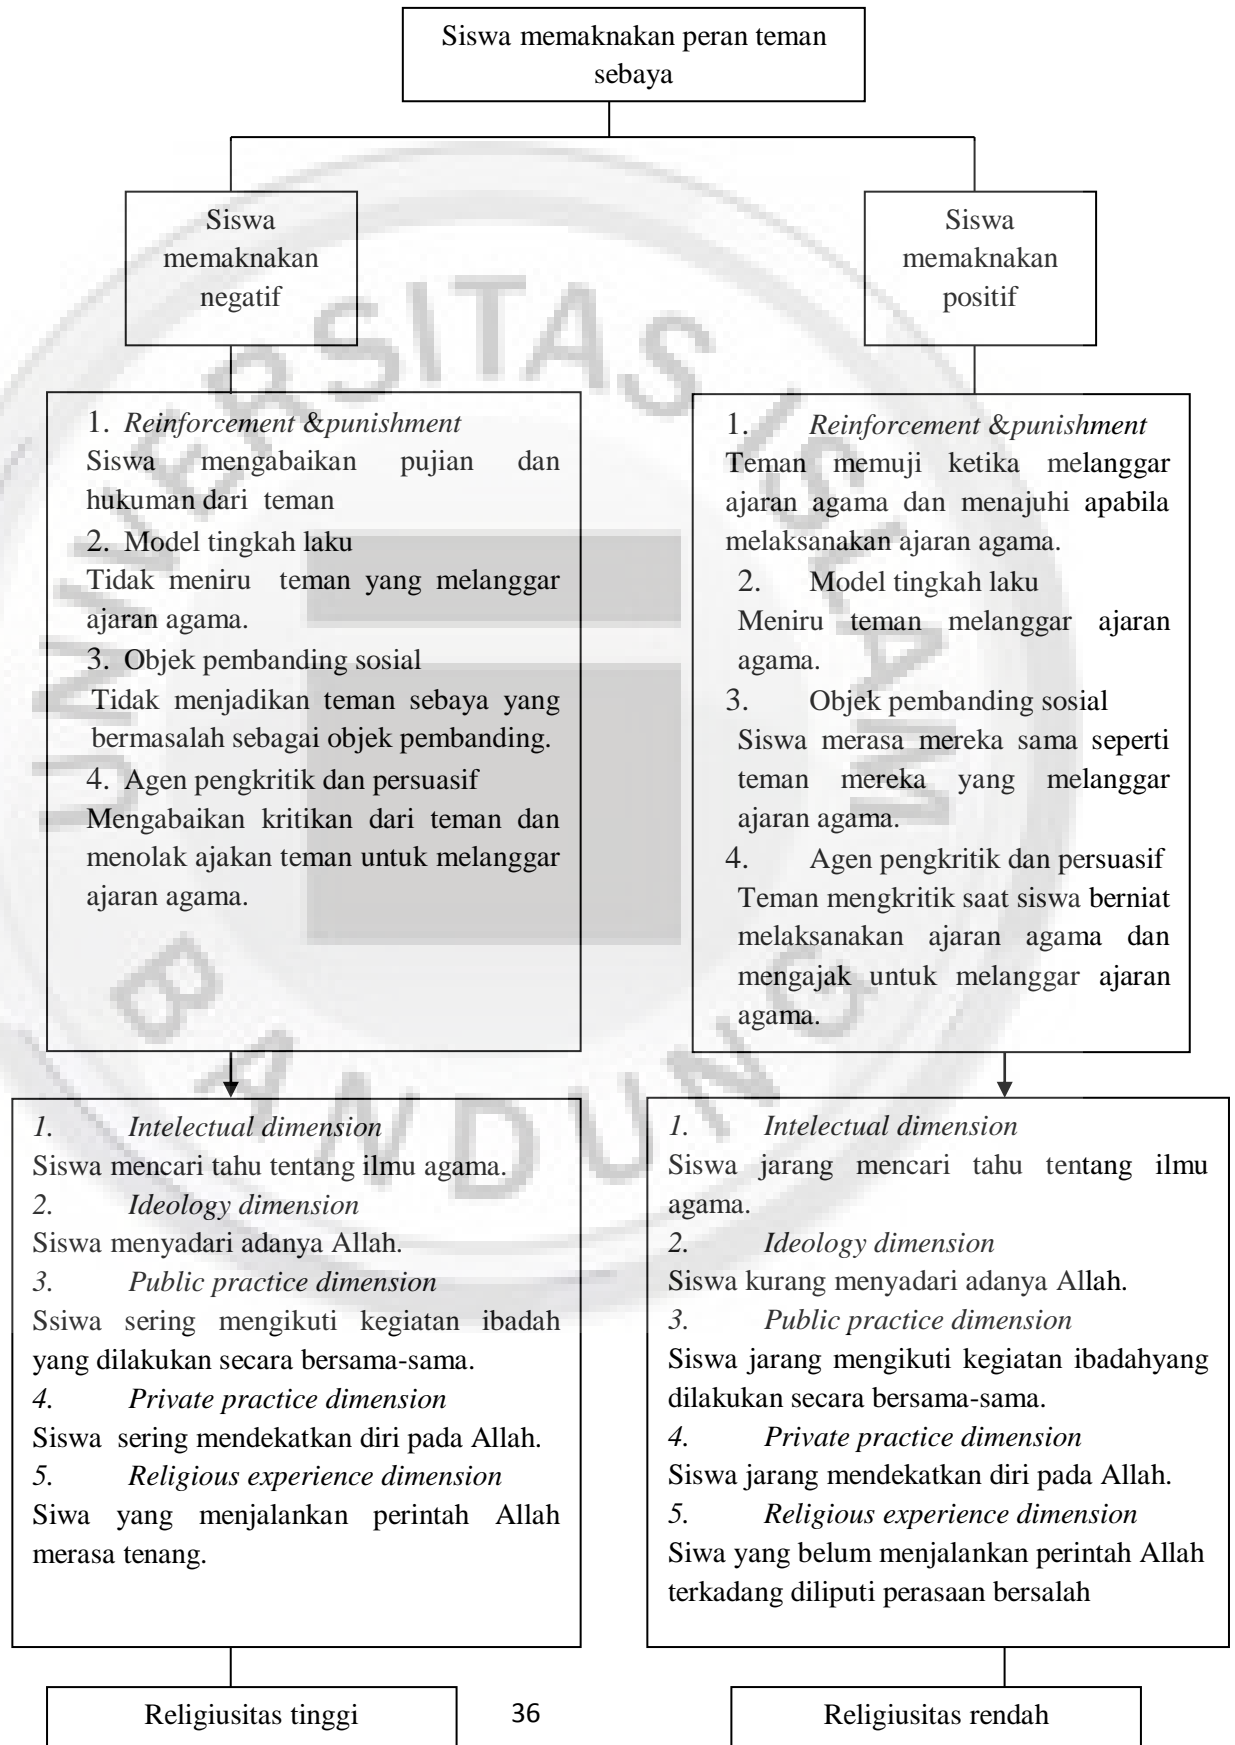 Siswa memaknakan peran teman
sebaya
Siswa
memaknakan
negatif
Siswa
memaknakan
positif
1. Reinforcement &punishment
Siswa mengabaikan pujian dan
hukuman dari teman
2. Model tingkah laku
Tidak meniru teman yang melanggar
ajaran agama.
3. Objek pembanding sosial
Tidak menjadikan teman sebaya yang
bermasalah sebagai objek pembanding.
4. Agen pengkritik dan persuasif
Mengabaikan kritikan dari teman dan
menolak ajakan teman untuk melanggar
ajaran agama.
1. Reinforcement &punishment
Teman memuji ketika melanggar
ajaran agama dan menajuhi apabila
melaksanakan ajaran agama.
2. Model tingkah laku
Meniru teman melanggar ajaran
agama.
3. Objek pembanding sosial
Siswa merasa mereka sama seperti
teman mereka yang melanggar
ajaran agama.
4. Agen pengkritik dan persuasif
Teman mengkritik saat siswa berniat
melaksanakan ajaran agama dan
mengajak untuk melanggar ajaran
agama.
1. Intelectual dimension
Siswa mencari tahu tentang ilmu agama.
2. Ideology dimension
Siswa menyadari adanya Allah.
3. Public practice dimension
Ssiwa sering mengikuti kegiatan ibadah
yang dilakukan secara bersama-sama.
4. Private practice dimension
Siswa sering mendekatkan diri pada Allah.
5. Religious experience dimension
Siwa yang menjalankan perintah Allah
merasa tenang.
1. Intelectual dimension
Siswa jarang mencari tahu tentang ilmu
agama.
2. Ideology dimension
Siswa kurang menyadari adanya Allah.
3. Public practice dimension
Siswa jarang mengikuti kegiatan ibadahyang
dilakukan secara bersama-sama.
4. Private practice dimension
Siswa jarang mendekatkan diri pada Allah.
5. Religious experience dimension
Siwa yang belum menjalankan perintah Allah
terkadang diliputi perasaan bersalah
Religiusitas tinggi
36
Religiusitas rendah
UNIVERSITAS ISLAM
BANDUNG